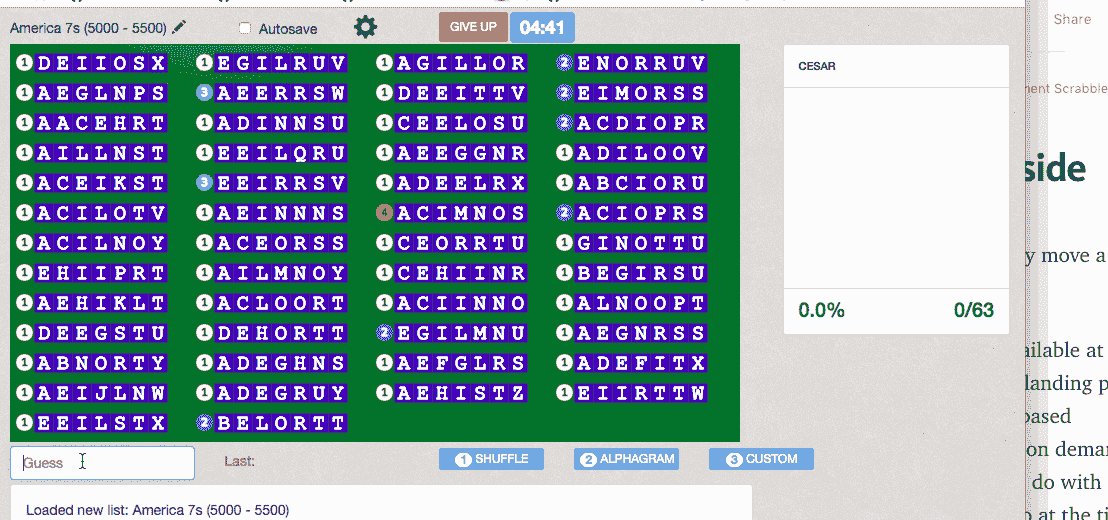 America 7s (5000 - 5500) Autosave GIVE UP 04:41 Share
1 DEIIOSX 1 EGILRUV 1 AGILLOR 2 ENORRUV CESAR
1 AEGLNPS 3 AEERRSW 1 DEEITTV 2 EIMORSS ent Scrabble
1 AACEHRT 1 ADINNSU 1 CEELOSU 2 ACDIOPR
1 AILLNST 1 EEILQRU 1 AEEGGNR 1 ADILOOV side
1 ACEIKST 3 EEIRRSV 1 ADEELRX 1 ABCIORU
1 ACILOTV 1 AEINNNS 4 ACIMNOS 2 ACIOPRS
1 ACILNOY 1 ACEORSS 1 CEORRTU 1 GINOTTU y move a
1 EHIIPRT 1 AILMNOY 1 CEHIINR 1 BEGIRSU
1 AEHIKLT 1 ACLOORT 1 ACIINNO 1 ALNOOPT 0.0% 0/63
1 DEEGSTU 1 DEHORTT 2 EGILMNU 1 AEGNRSS
1 ABNORTY 1 ADEGHNS 1 AEFGLRS 1 ADEFITX ailable at
1 AEIJLNW 1 ADEGRUY 1 AEHISTZ 1 EIIRTTW landing p
1 EEILSTX 2 BELORTT based
Guess Last: 1 SHUFFLE 2 ALPHAGRAM 3 CUSTOM on deman
do with
Loaded new list: America 7s (5000 - 5500) o at the ti